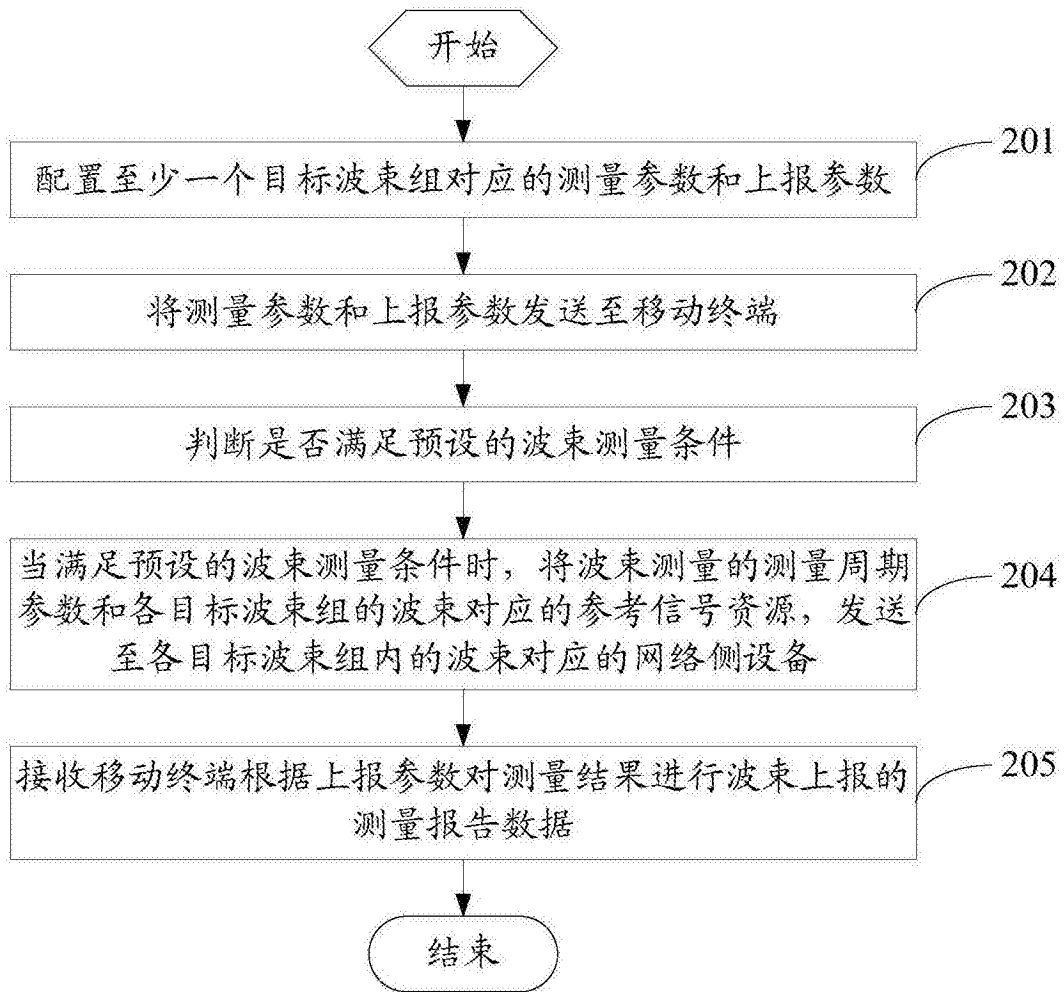 开始
201
配置至少一个目标波束组对应的测量参数和上报参数
202
将测量参数和上报参数发送至移动终端
203
判断是否满足预设的波束测量条件
204
当满足预设的波束测量条件时，将波束测量的测量周期
参数和各目标波束组的波束对应的参考信号资源，发送
至各目标波束组内的波束对应的网络侧设备
205
接收移动终端根据上报参数对测量结果进行波束上报的
测量报告数据
结束